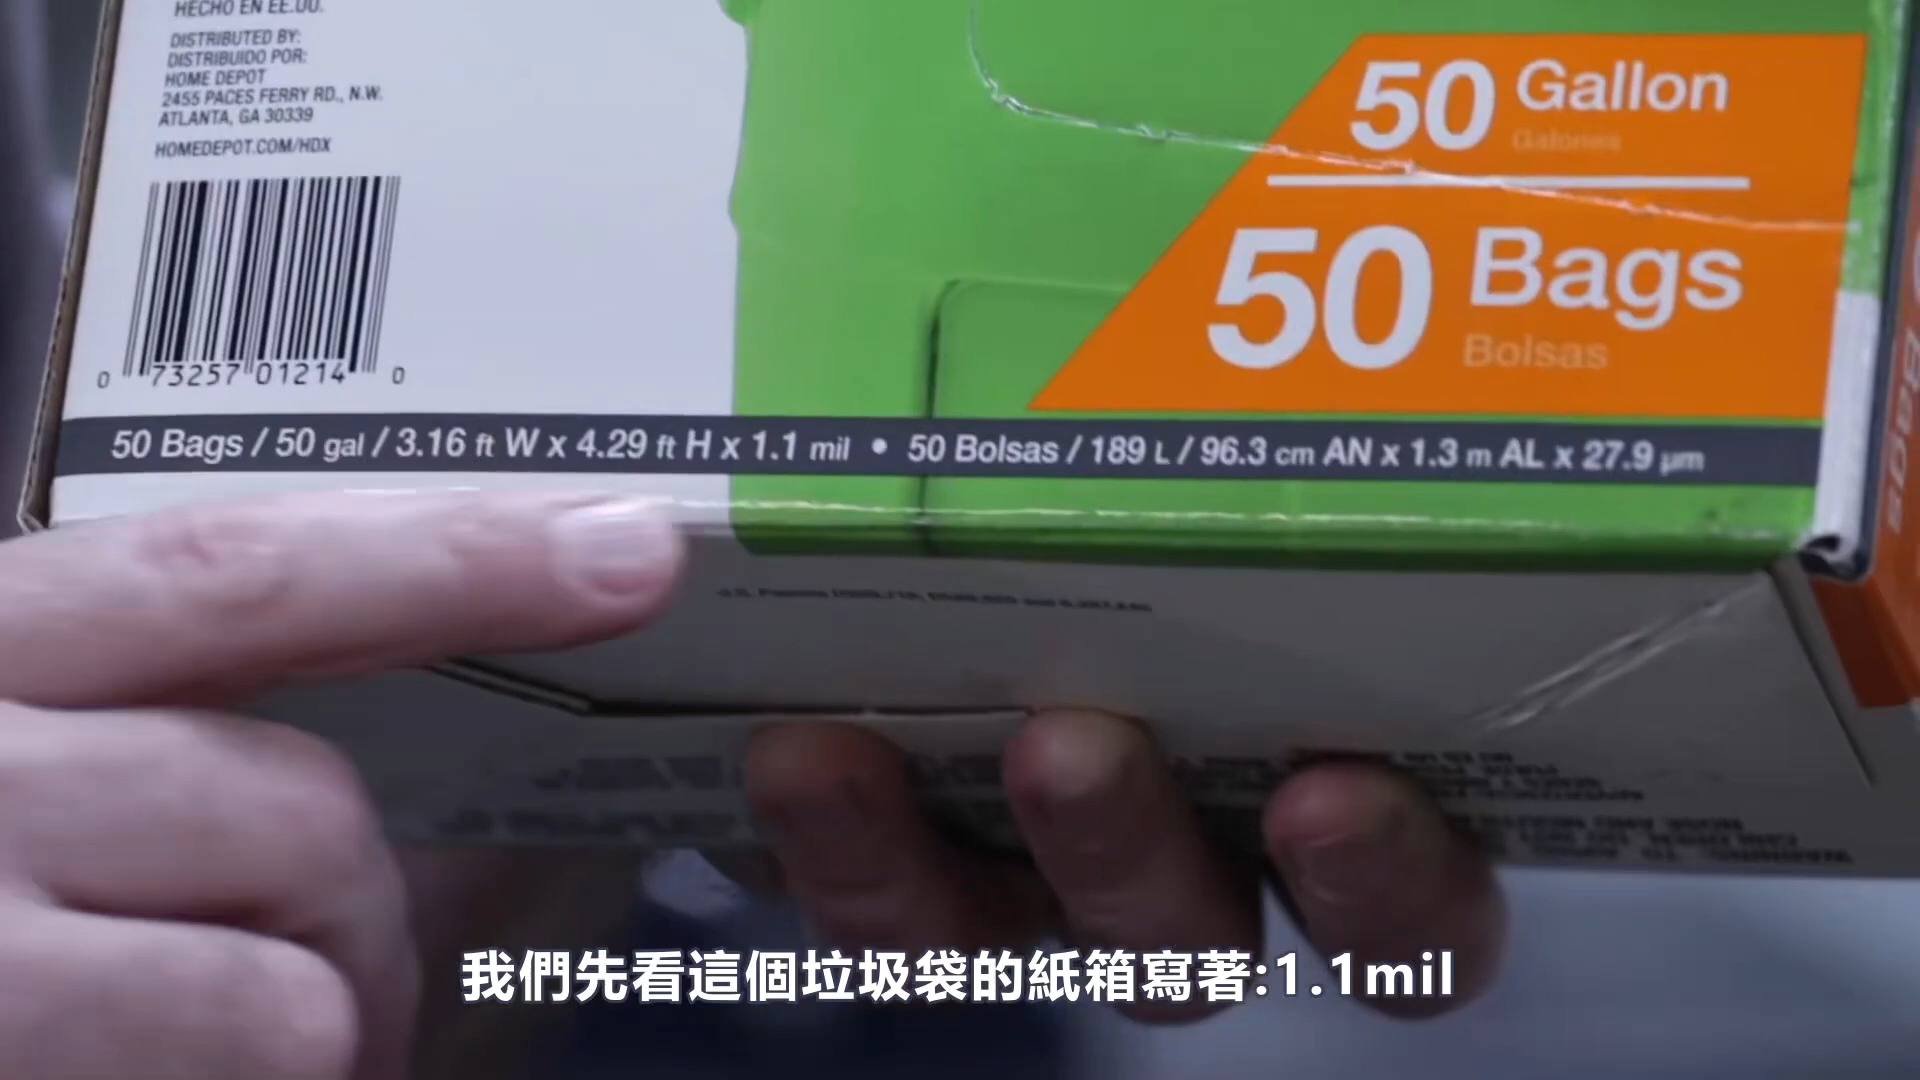 HECHO EN EE.UU.
DISTRIBUTED BY:
DISTRIBUIDO POR:
HOME DEPOT
2455 PACES FERRY RD., N.W.
ATLANTA, GA 30339
HOMEDEPOT.COM/HDX
0 73257 01214 0
50 Gallon
Galones
50 Bags
Bolsas
50 Bags / 50 gal / 3.16 ft W x 4.29 ft H x 1.1 mil • 50 Bolsas / 189 L / 96.3 cm AN x 1.3 m AL x 27.9 µm
我們先看這個垃圾袋的紙箱寫著:1.1mil